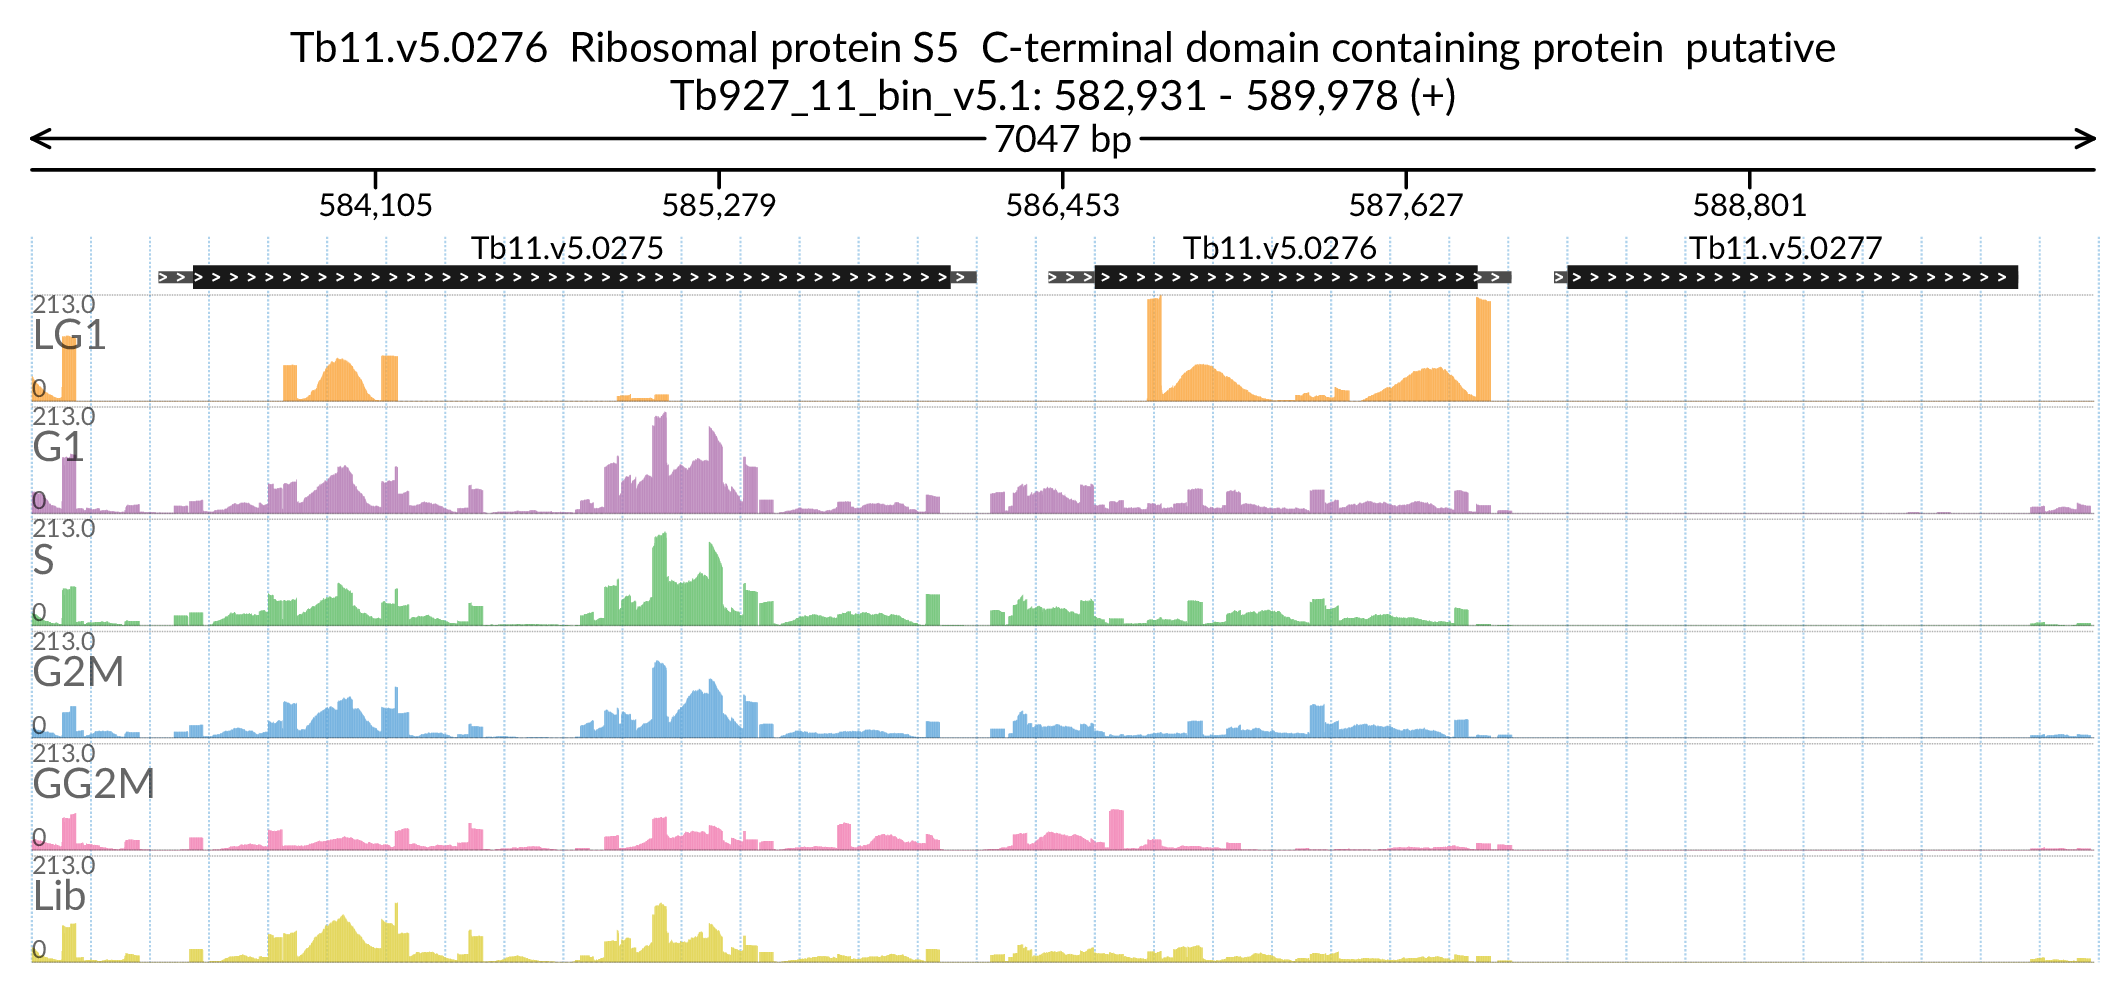 Tb11.v5.0276  Ribosomal protein S5  C-terminal domain containing protein  putative
Tb927_11_bin_v5.1: 582,931 - 589,978 (+)
7047 bp
584,105 585,279 586,453 587,627 588,801
Tb11.v5.0275 Tb11.v5.0276 Tb11.v5.0277
213.0
LG1
0
213.0
G1
0
213.0
S
0
213.0
G2M
0
213.0
GG2M
0
213.0
Lib
0